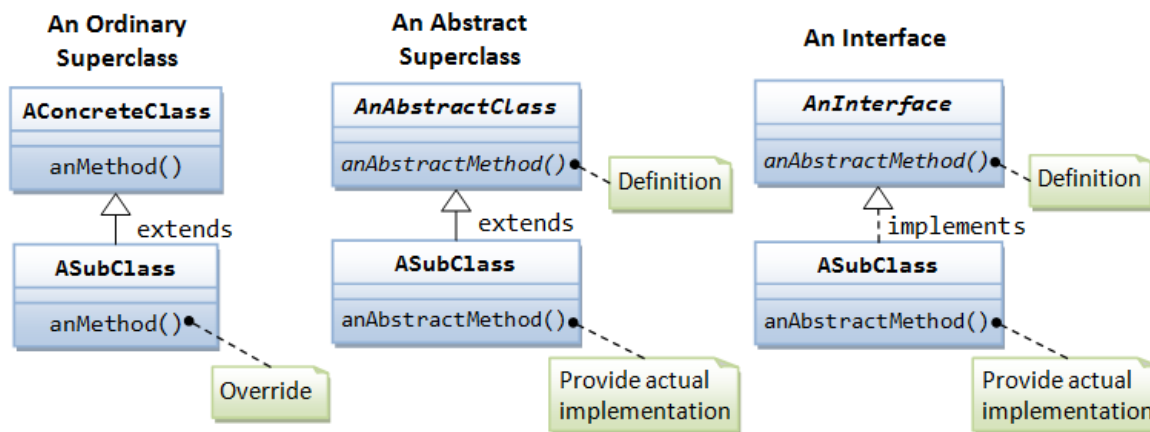 An Ordinary
Superclass
AConcreteClass
anMethod()
extends
ASubClass
anMethod()
Override
An Abstract
Superclass
AnAbstractClass
anAbstractMethod()
Definition
extends
ASubClass
anAbstractMethod()
Provide actual
implementation
An Interface
AnInterface
anAbstractMethod()
Definition
implements
ASubClass
anAbstractMethod()
Provide actual
implementation